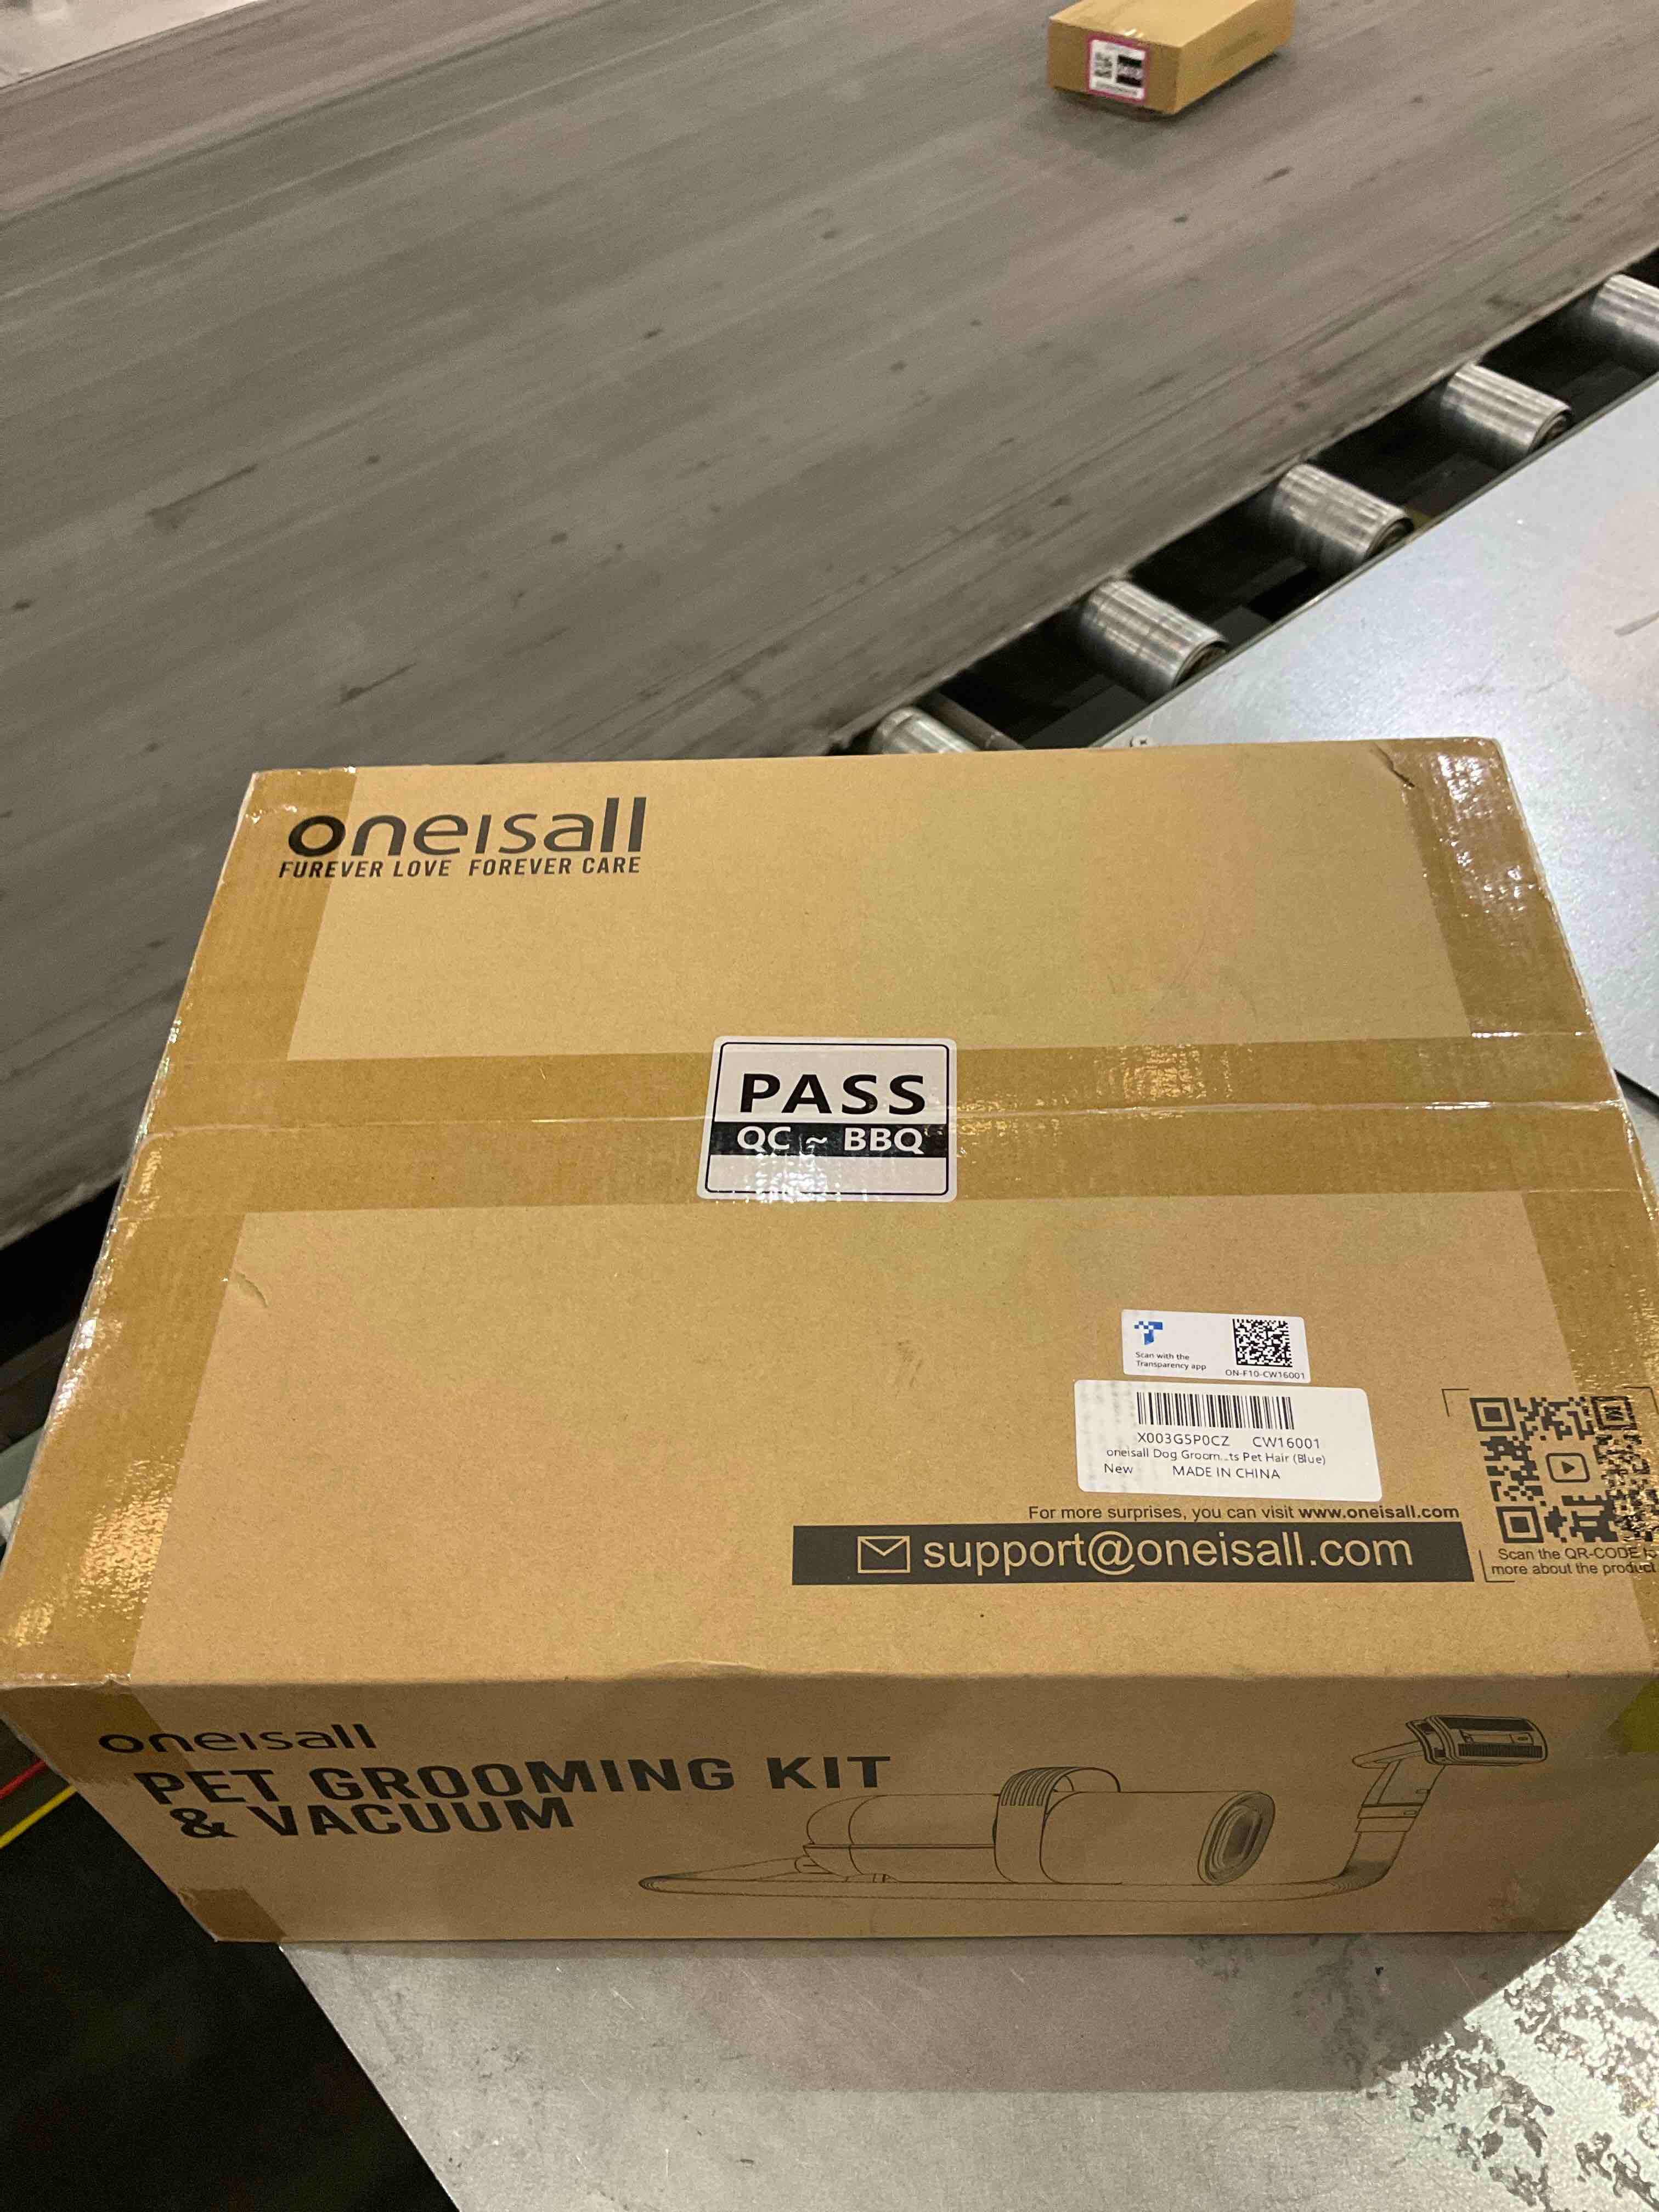 oneisall
FUREVER LOVE FOREVER CARE
PASS
QC ~ BBQ
Scan with the
Transparency app
ON-F10-CW16001
X003G5P0CZ CW16001
oneisall Dog Groom...ts Pet Hair (Blue)
New MADE IN CHINA
For more surprises, you can visit www.oneisall.com
support@oneisall.com
Scan the QR-CODE
more about the product
oneisall
PET GROOMING KIT
& VACUUM